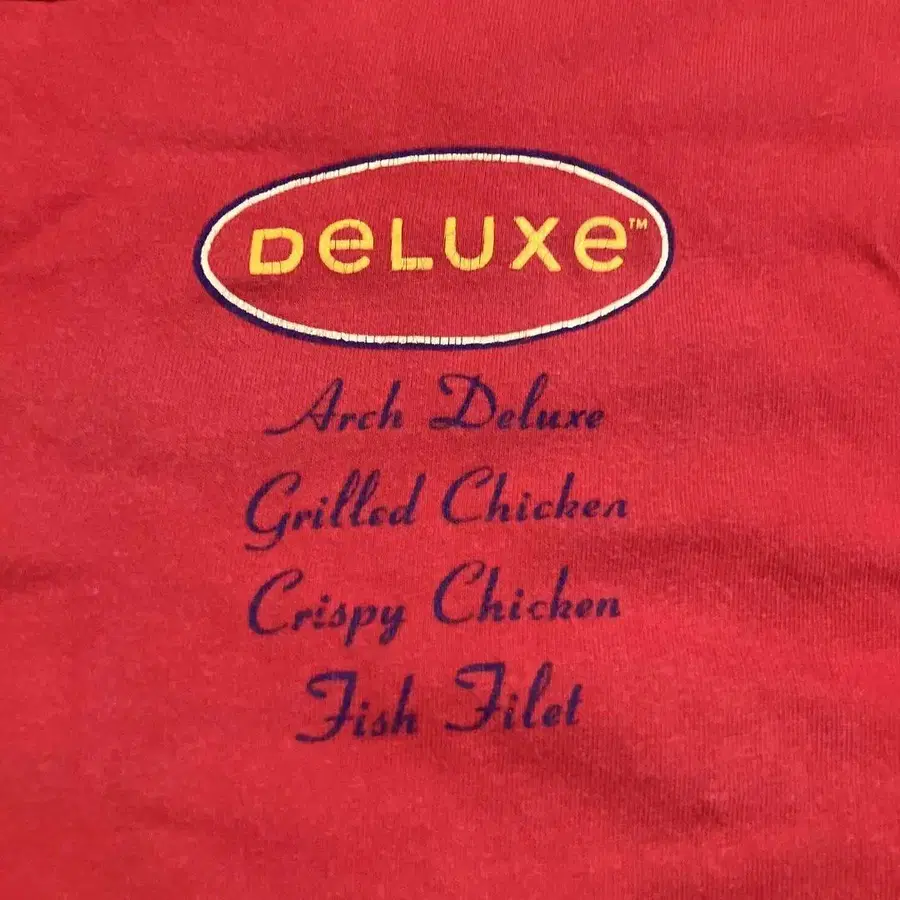 DeLUXe™
Arch Deluxe
Grilled Chicken
Crispy Chicken
Fish Filet